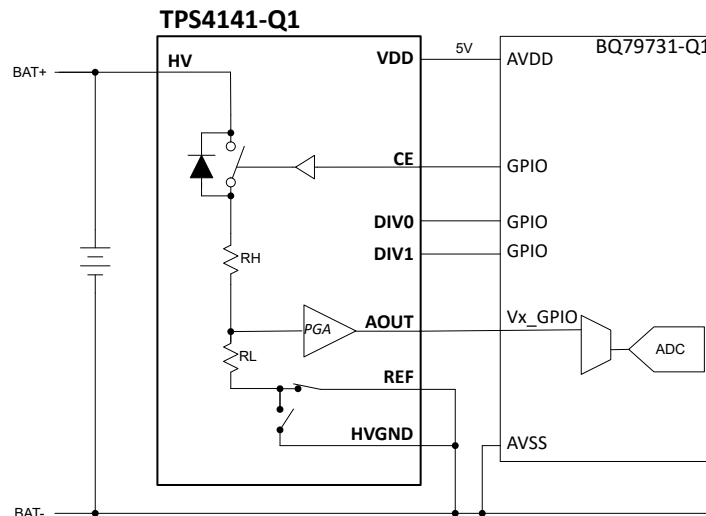 TPS4141-Q1
BQ79731-Q1
HV
VDD
5V
AVDD
BAT+
CE
GPIO
DIV0
GPIO
DIV1
GPIO
RH
PGA
AOUT
Vx_GPIO
ADC
RL
REF
HVGND
AVSS
BAT-